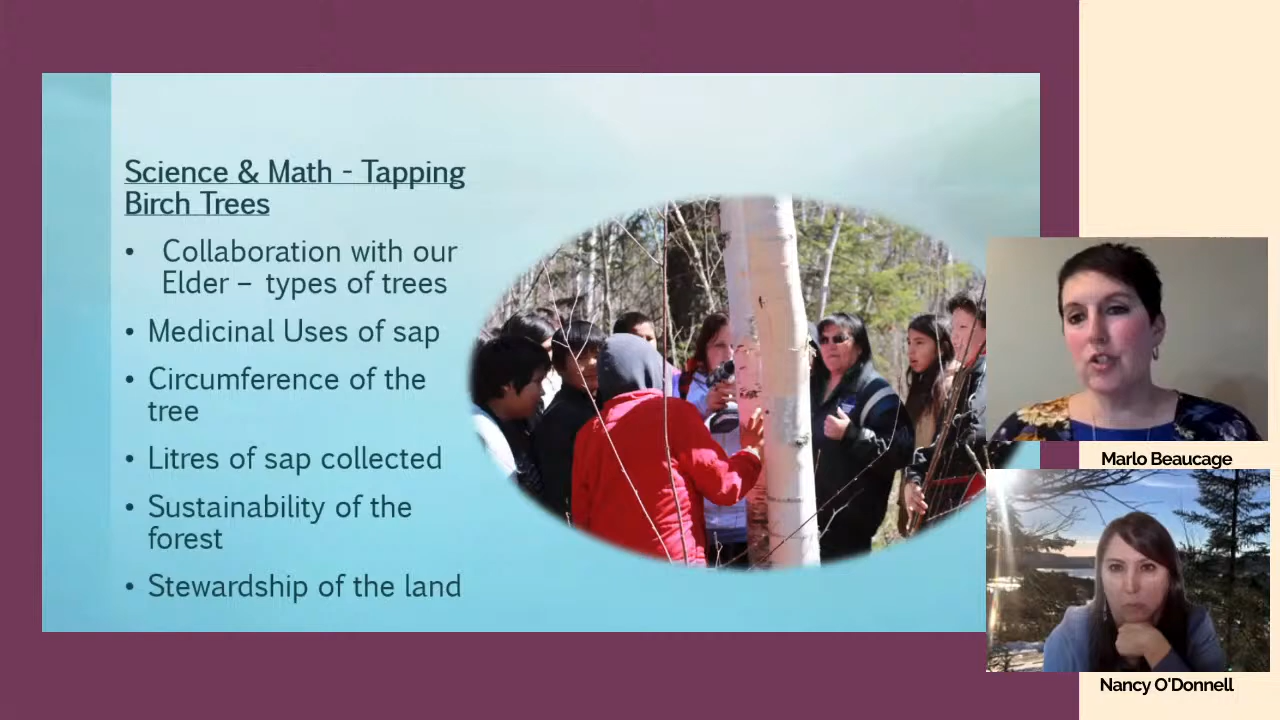 Science & Math - Tapping
Birch Trees
• Collaboration with our
Elder – types of trees
• Medicinal Uses of sap
• Circumference of the
tree
• Litres of sap collected
• Sustainability of the
forest
• Stewardship of the land
Marlo Beaucage
Nancy O'Donnell